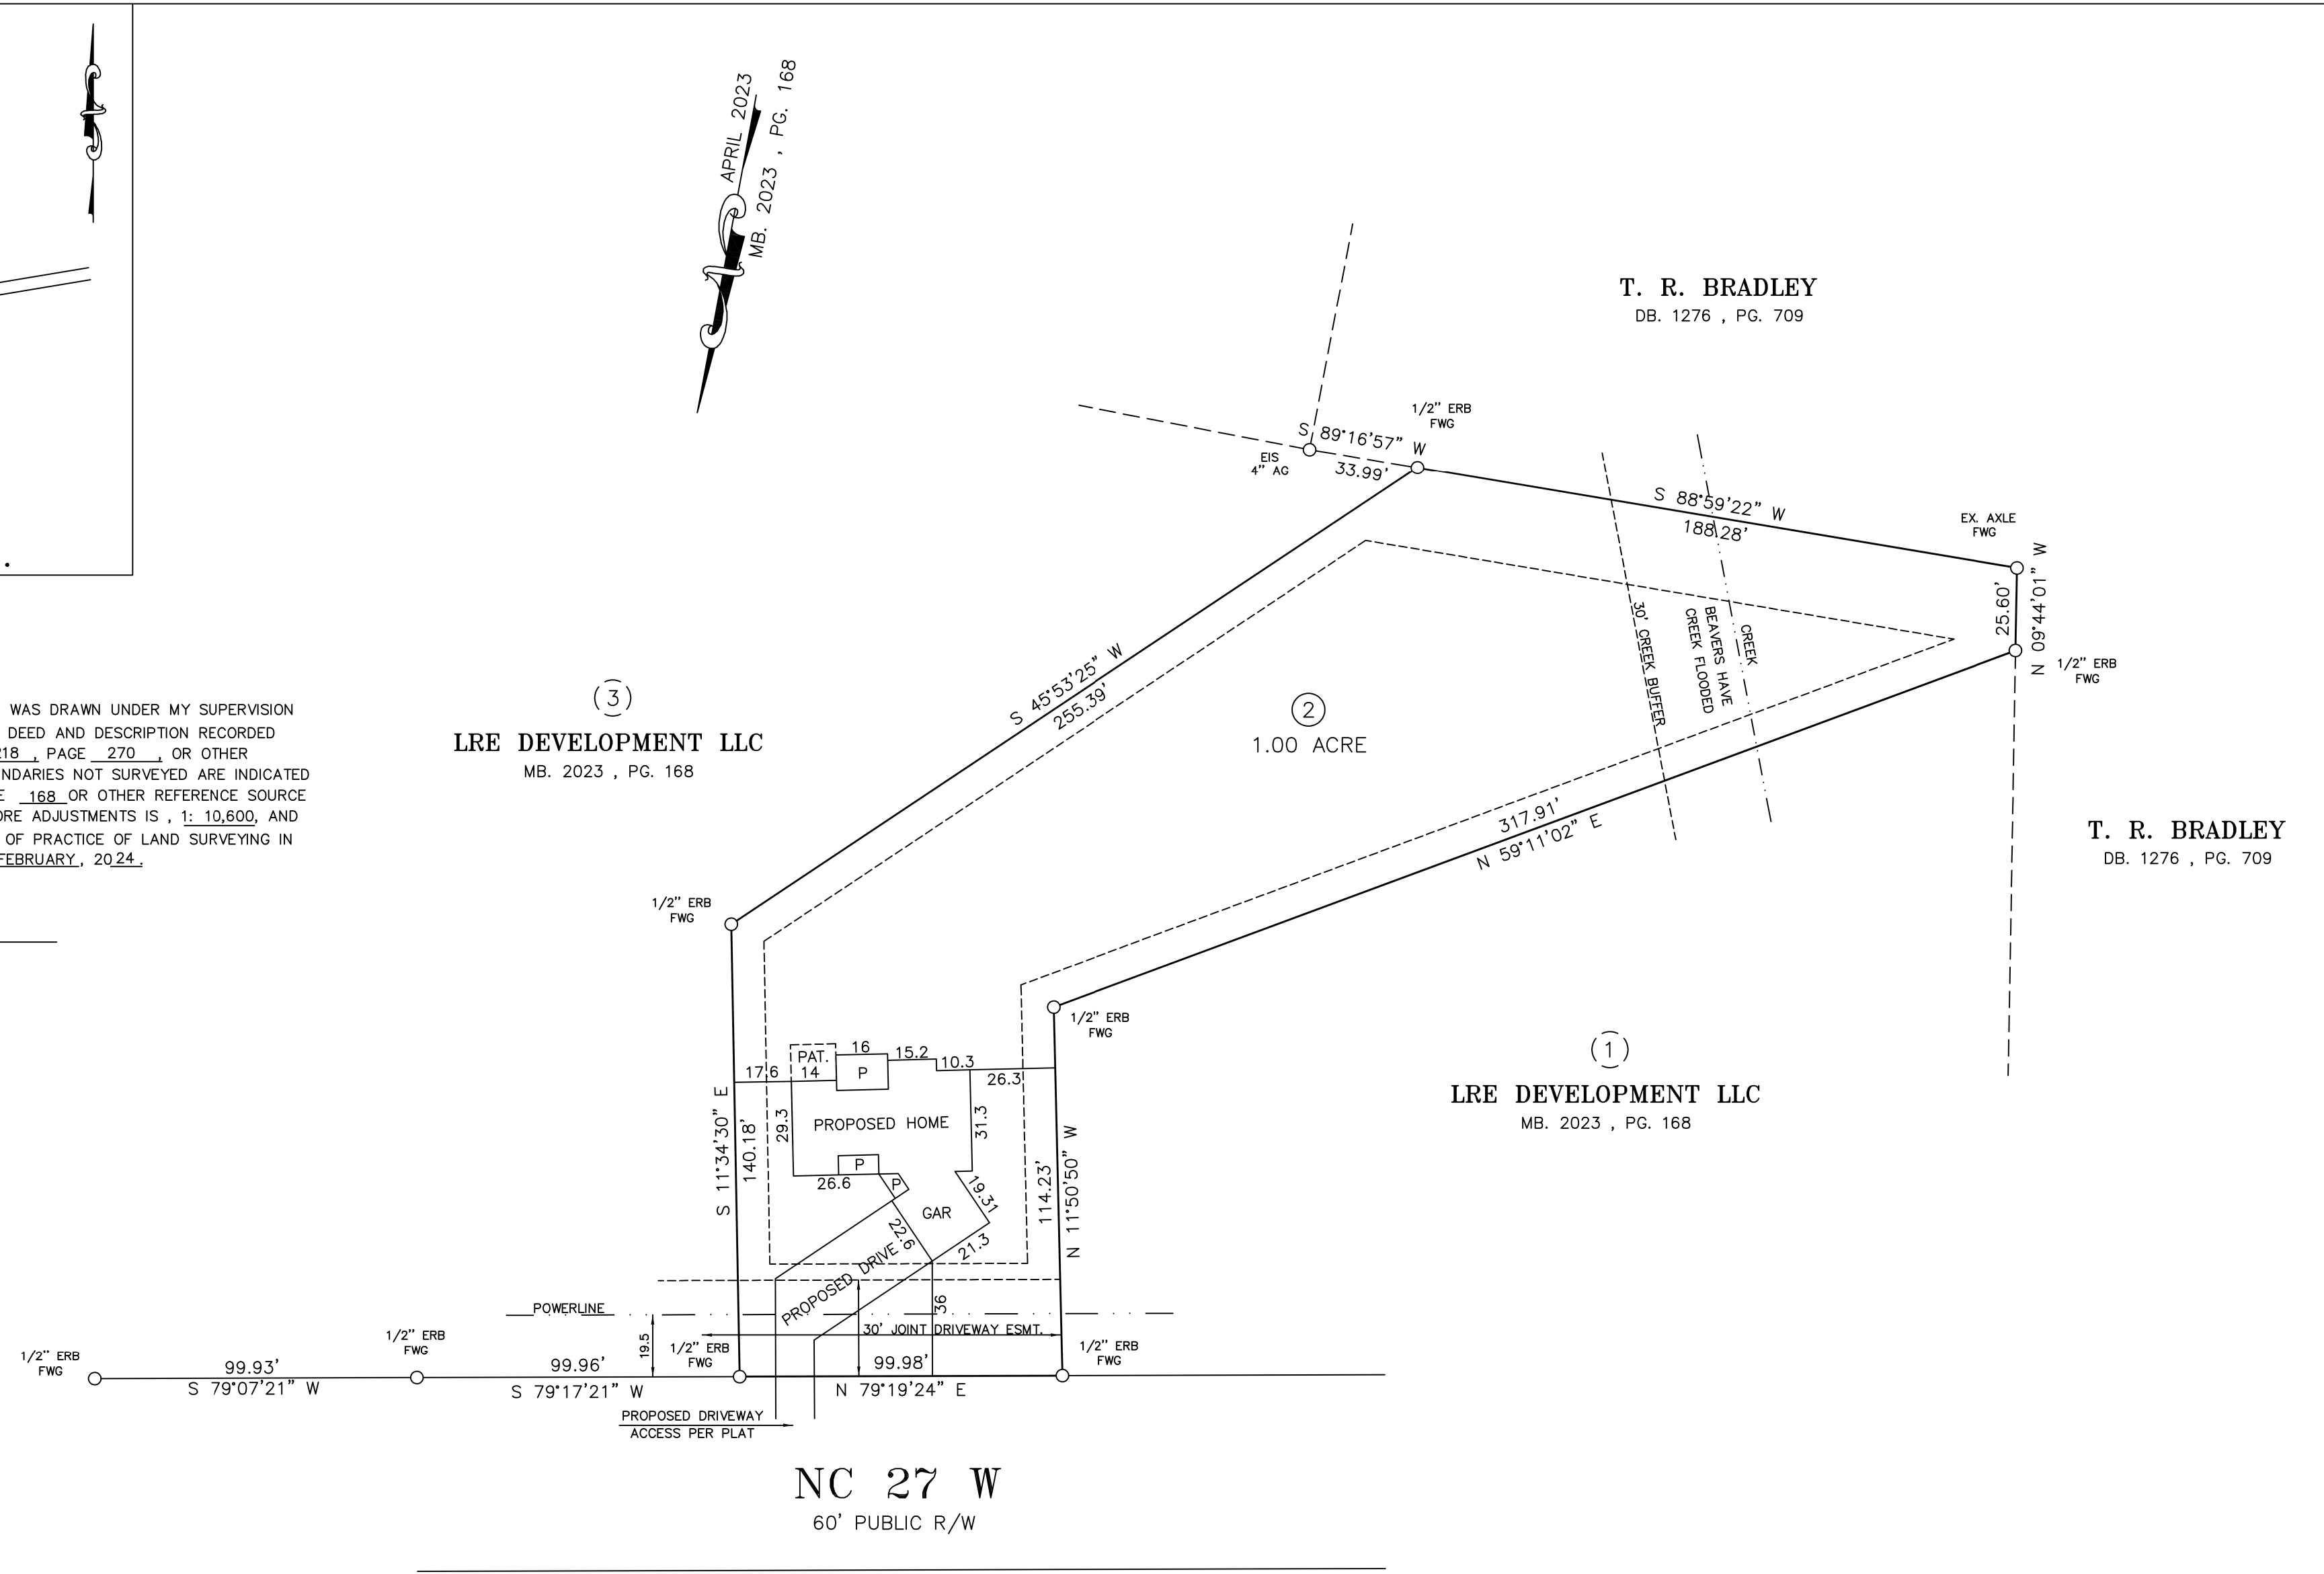 APRIL 2023
MB. 2023 , PG. 168
T. R. BRADLEY
DB. 1276 , PG. 709
1/2" ERB
FWG
S 89°16'57" W
33.99'
EIS
4" AG
S 88°59'22" W
188.28'
EX. AXLE
FWG
25.60'
N 09°44'01" W
1/2" ERB
FWG
30' CREEK BUFFER
BEAVERS HAVE
CREEK FLOODED
CREEK
S 45°53'25" W
255.39'
2
1.00 ACRE
3
LRE DEVELOPMENT LLC
MB. 2023 , PG. 168
WAS DRAWN UNDER MY SUPERVISION
DEED AND DESCRIPTION RECORDED
218 , PAGE 270 , OR OTHER
NDARIES NOT SURVEYED ARE INDICATED
E 168 OR OTHER REFERENCE SOURCE
ORE ADJUSTMENTS IS , 1: 10,600, AND
OF PRACTICE OF LAND SURVEYING IN
FEBRUARY , 2024 .
317.91'
N 59°11'02" E
T. R. BRADLEY
DB. 1276 , PG. 709
1/2" ERB
FWG
1/2" ERB
FWG
1
LRE DEVELOPMENT LLC
MB. 2023 , PG. 168
PAT.
16
15.2
10.3
17.6
14
P
26.3
S 11°34'30" E
140.18'
29.3
PROPOSED HOME
31.3
P
26.6
P
19.31
GAR
22.6
21.3
114.23'
N 11°50'50" W
PROPOSED DRIVE
36
POWERLINE
19.5
30' JOINT DRIVEWAY ESMT.
1/2" ERB
FWG
1/2" ERB
FWG
1/2" ERB
FWG
1/2" ERB
FWG
99.93'
S 79°07'21" W
99.96'
S 79°17'21" W
99.98'
N 79°19'24" E
PROPOSED DRIVEWAY
ACCESS PER PLAT
NC 27 W
60' PUBLIC R/W